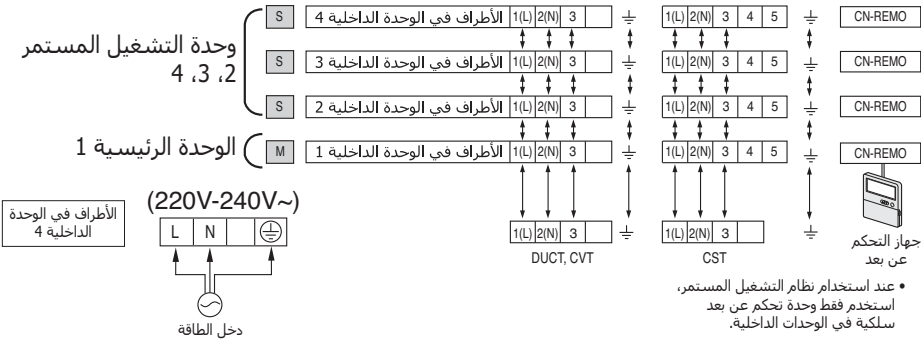 S الأطراف في الوحدة الداخلية 4 1(L) 2(N) 3 1(L) 2(N) 3 4 5 CN-REMO
وحدة التشغيل المستمر
2، 3، 4
S الأطراف في الوحدة الداخلية 3 1(L) 2(N) 3 1(L) 2(N) 3 4 5 CN-REMO
S الأطراف في الوحدة الداخلية 2 1(L) 2(N) 3 1(L) 2(N) 3 4 5 CN-REMO
الوحدة الرئيسية 1
M الأطراف في الوحدة الداخلية 1 1(L) 2(N) 3 1(L) 2(N) 3 4 5 CN-REMO
(220V-240V~)
الأطراف في الوحدة
الداخلية 4
L N
1(L) 2(N) 3
DUCT, CVT
1(L) 2(N) 3
CST
جهاز التحكم
عن بعد
• عند استخدام نظام التشغيل المستمر،
استخدم فقط وحدة تحكم عن بعد
سلكية في الوحدات الداخلية.
دخل الطاقة